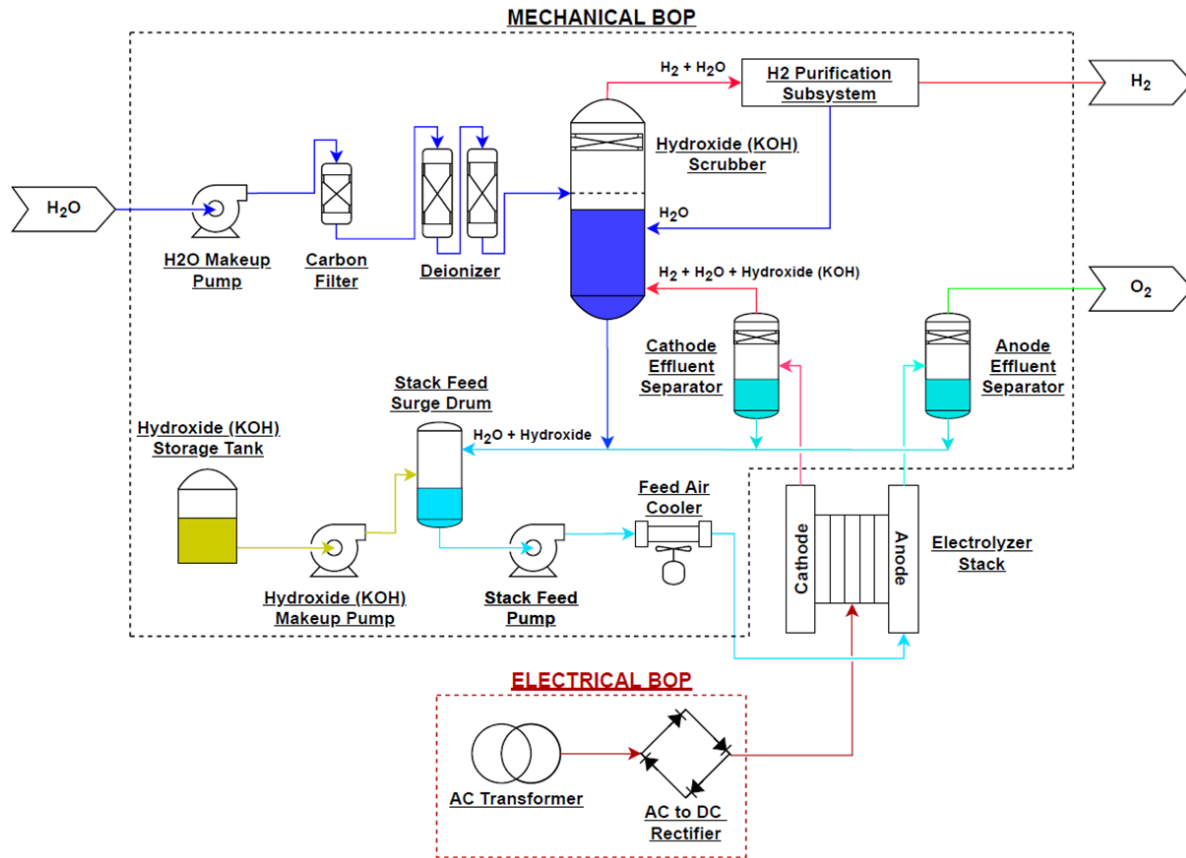 MECHANICAL BOP
H₂ + H₂O
H2 Purification
Subsystem
H₂
Hydroxide (KOH)
Scrubber
H₂O
H₂O
H2O Makeup
Pump
Carbon
Filter
Deionizer
H₂ + H₂O + Hydroxide (KOH)
O₂
Cathode
Effluent
Separator
Anode
Effluent
Separator
Stack Feed
Surge Drum
H₂O + Hydroxide
Hydroxide (KOH)
Storage Tank
Feed Air
Cooler
Cathode
Anode
Electrolyzer
Stack
Hydroxide (KOH)
Makeup Pump
Stack Feed
Pump
ELECTRICAL BOP
AC Transformer
AC to DC
Rectifier